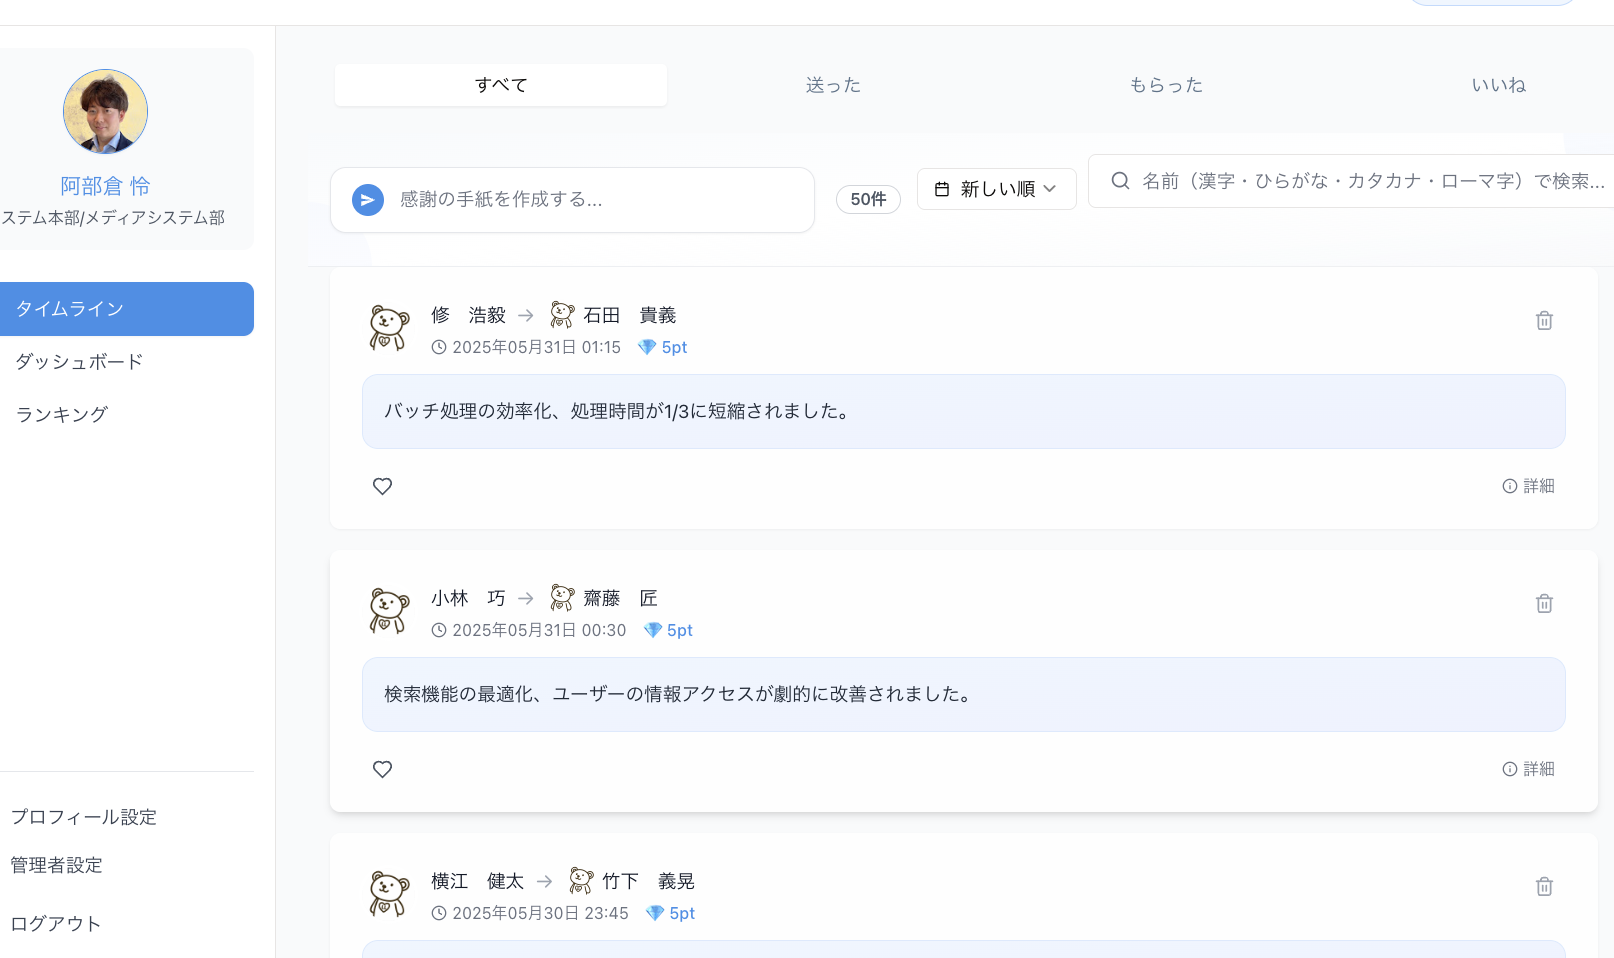 すべて
送った
もらった
いいね
阿部倉 怜
ステム本部/メディアシステム部
感謝の手紙を作成する...
50件
新しい順
名前（漢字・ひらがな・カタカナ・ローマ字）で検索...
タイムライン
ダッシュボード
ランキング
プロフィール設定
管理者設定
ログアウト
修　浩毅 → 石田　貴義
2025年05月31日 01:15 5pt
バッチ処理の効率化、処理時間が1/3に短縮されました。
詳細
小林　巧 → 齋藤　匠
2025年05月31日 00:30 5pt
検索機能の最適化、ユーザーの情報アクセスが劇的に改善されました。
詳細
横江　健太 → 竹下　義晃
2025年05月30日 23:45 5pt